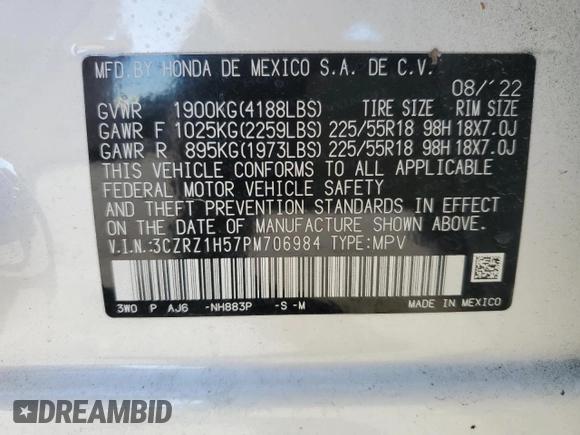 MFD.BY HONDA DE MEXICO S.A. DE C.V.
08/'22
GVWR 1900KG(4188LBS) TIRE SIZE RIM SIZE
GAWR F 1025KG(2259LBS) 225/55R18 98H 18X7.0J
GAWR R 895KG(1973LBS) 225/55R18 98H 18X7.0J
THIS VEHICLE CONFORMS TO ALL APPLICABLE
FEDERAL MOTOR VEHICLE SAFETY
AND THEFT PREVENTION STANDARDS IN EFFECT
ON THE DATE OF MANUFACTURE SHOWN ABOVE.
V.I.N.:3CZRZ1H57PM706984 TYPE:MPV
3W0 P AJ6 -NH883P -S -M
MADE IN MEXICO
DREAMBID